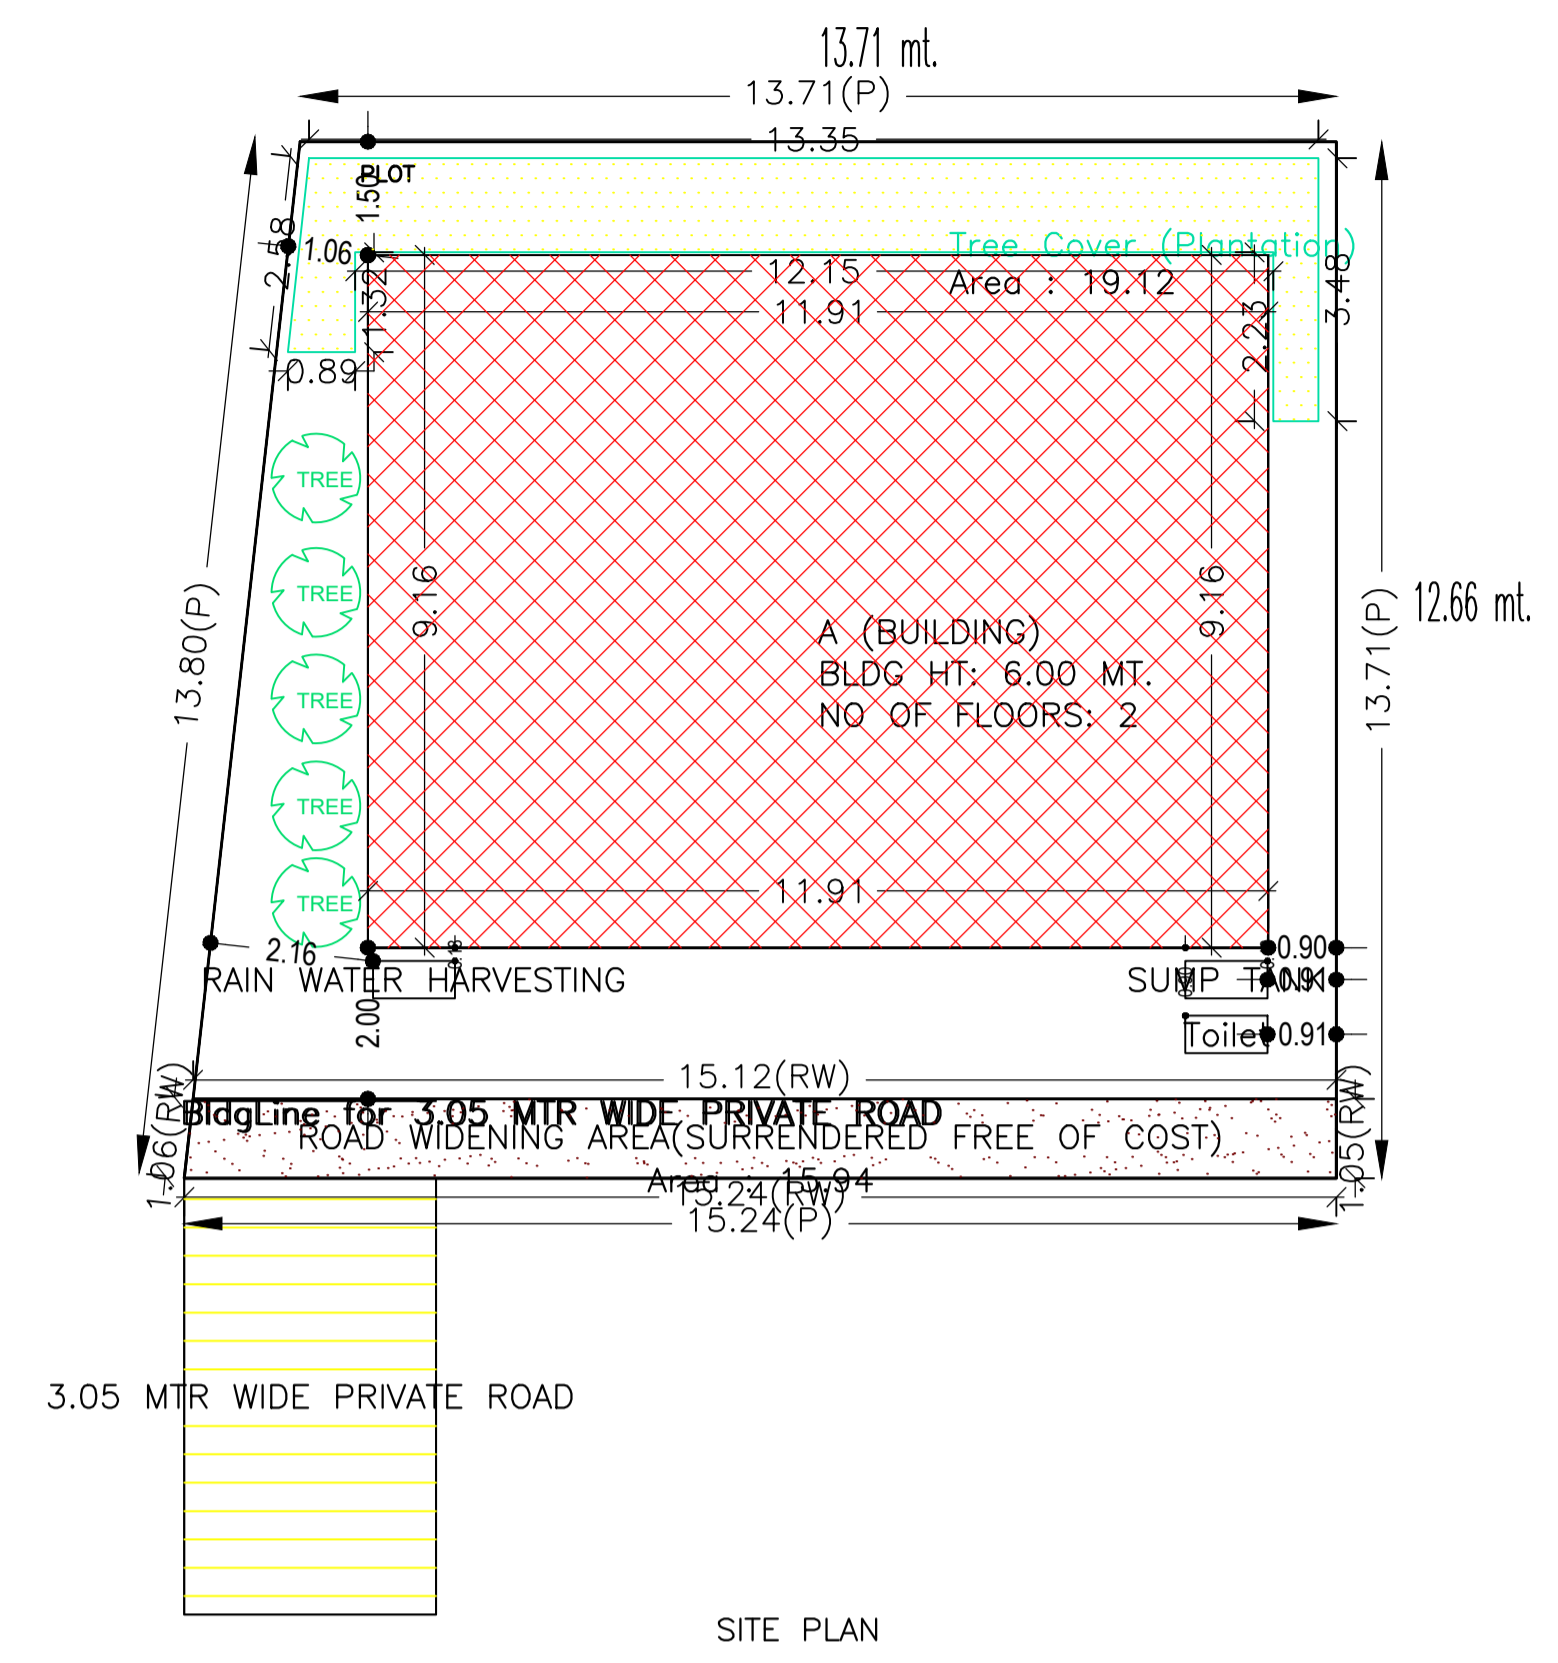 13.71 mt.
13.71(P)
13.35
PLOT
1.50
2.58
1.06
Tree Cover (Plantation)
12.15
Area : 19.12
11.91
1.32
3.48
2.23
0.89
TREE
TREE
9.16
9.16
12.66 mt.
13.80(P)
13.71(P)
A (BUILDING)
BLDG HT: 6.00 MT.
NO OF FLOORS: 2
TREE
TREE
11.91
TREE
2.16
0.90
RAIN WATER HARVESTING
SUMP TANK
0.91
2.00
Toilet
0.91
15.12(RW)
1.06(RW)
BldgLine for 3.05 MTR WIDE PRIVATE ROAD
ROAD WIDENING AREA(SURRENDERED FREE OF COST)
1.05(RW)
Area : 15.94
15.24(RW)
15.24(P)
3.05 MTR WIDE PRIVATE ROAD
SITE PLAN